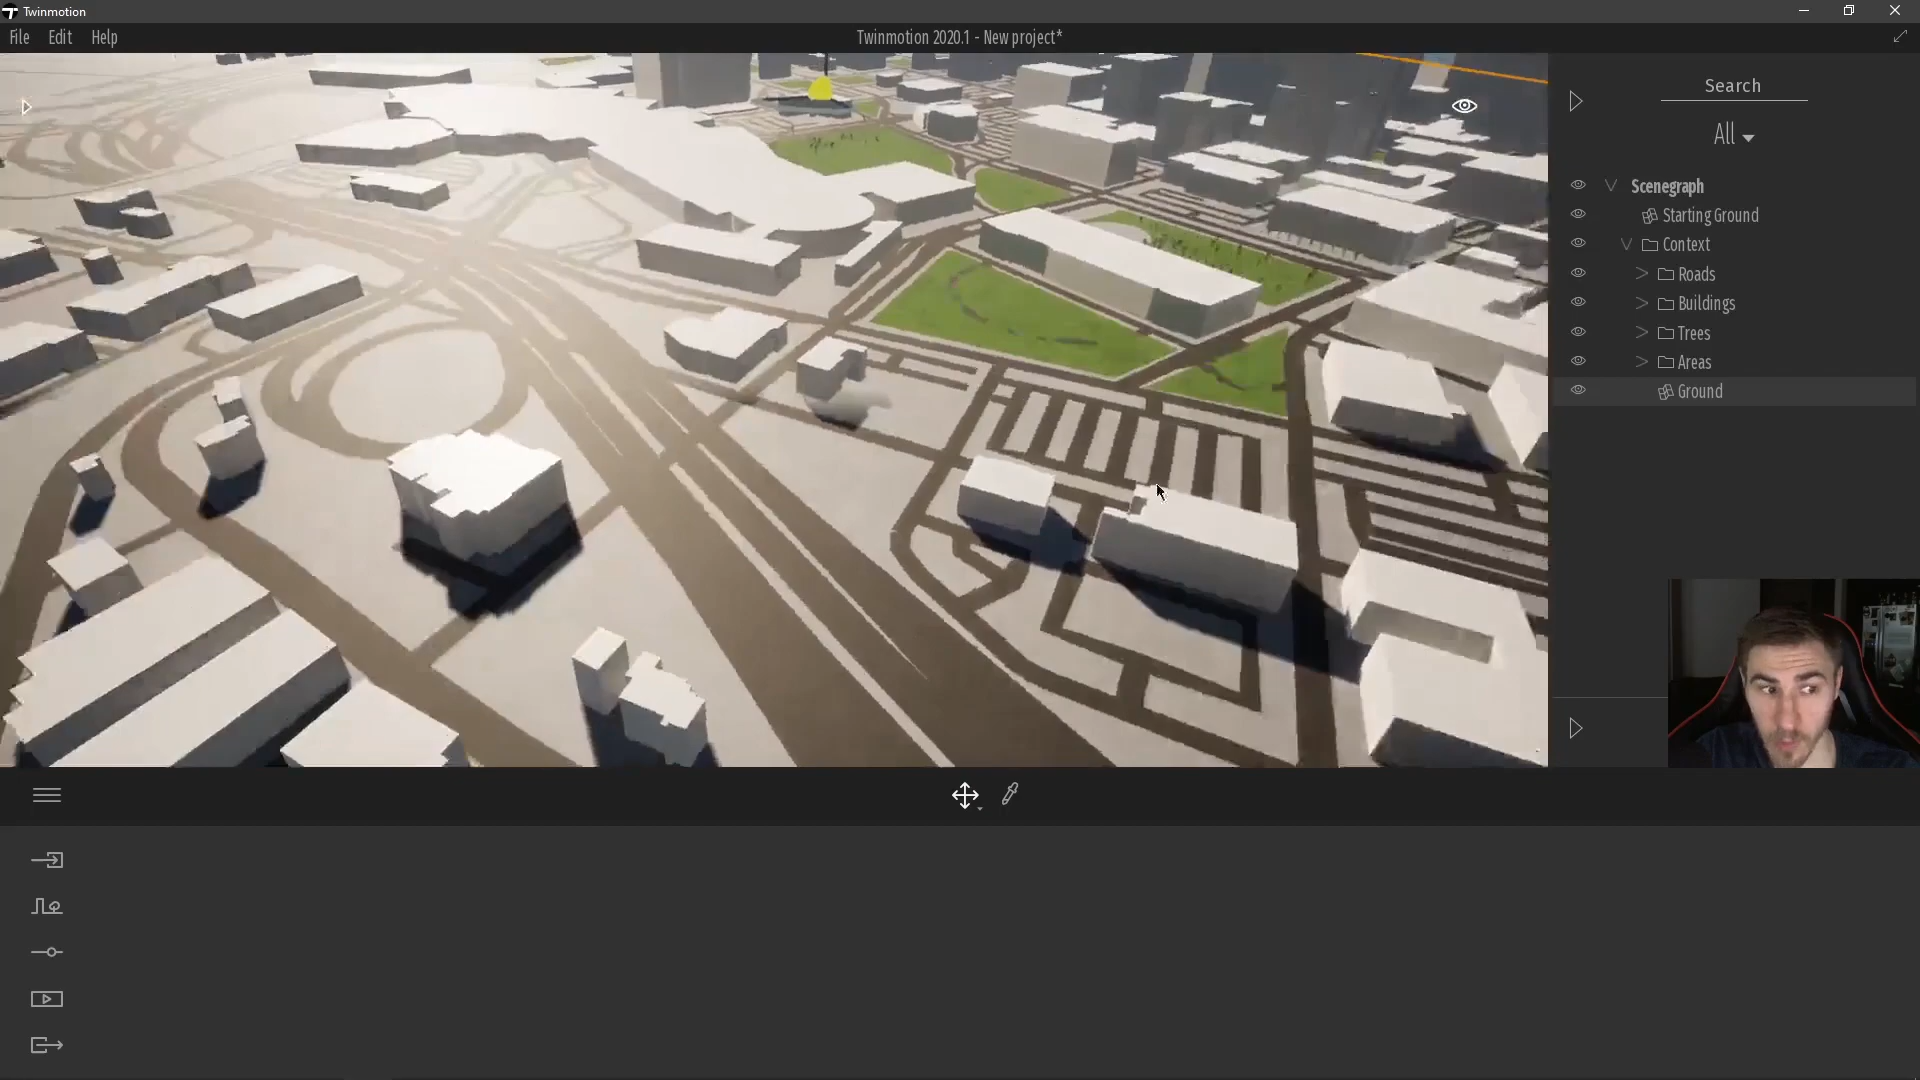 Twinmotion
File Edit Help
Twinmotion 2020.1 - New project*
Search
All
Scenegraph
Starting Ground
Context
Roads
Buildings
Trees
Areas
Ground